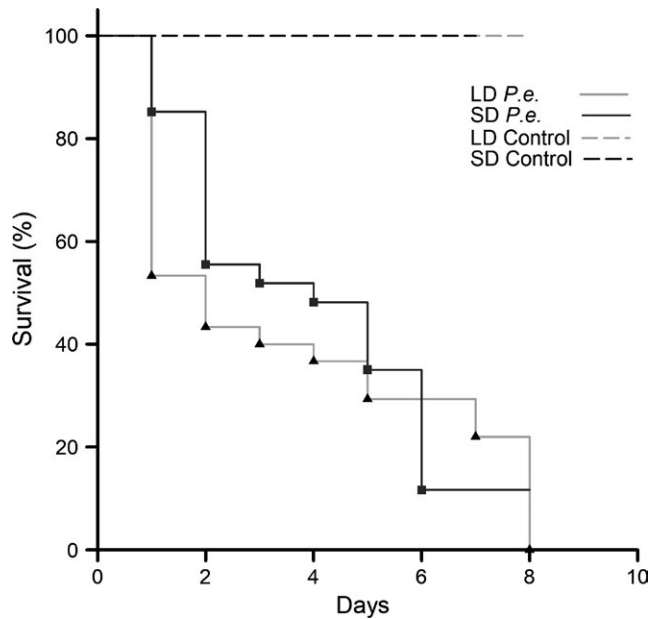 100
80
60
40
20
0
Survival (%)
LD P.e.
SD P.e.
LD Control
SD Control
0 2 4 6 8 10
Days